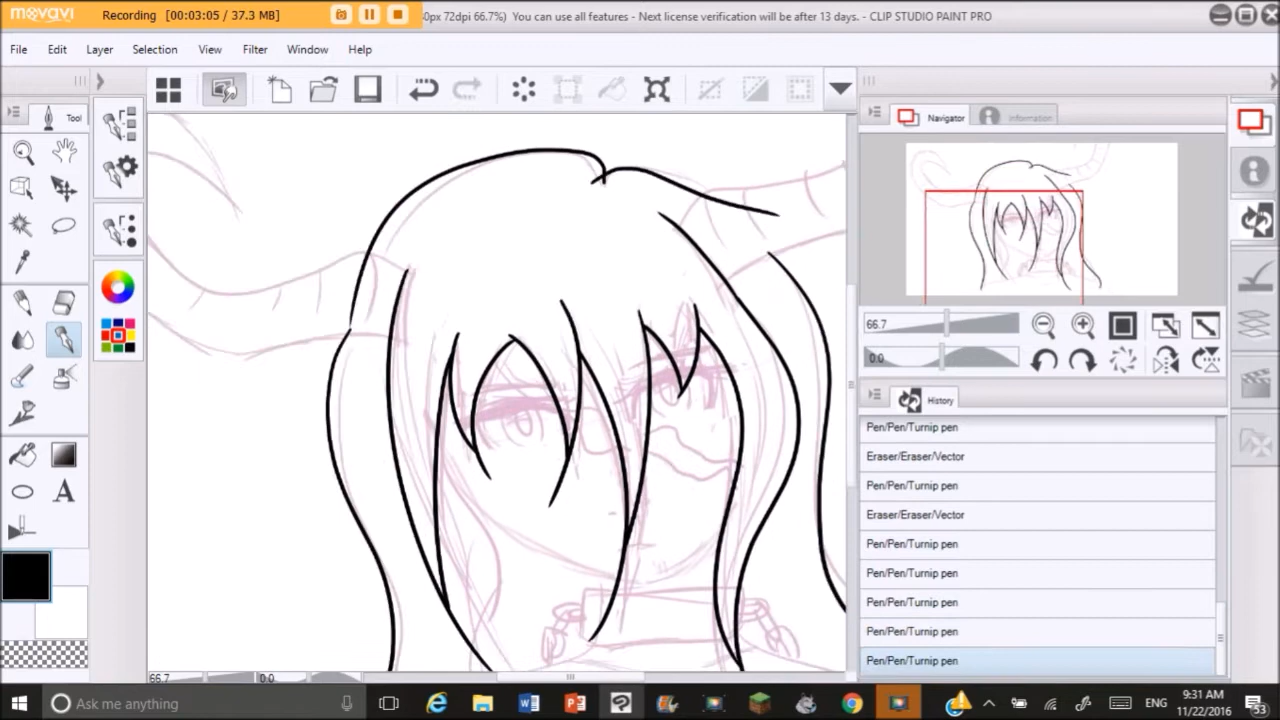 movavi Recording [00:03:05 / 37.3 MB]
0px 72dpi 66.7%) You can use all features - Next license verification will be after 13 days. - CLIP STUDIO PAINT PRO
File Edit Layer Selection View Filter Window Help
Tool
Navigator Information
66.7
0.0
History
Pen/Pen/Turnip pen
Eraser/Eraser/Vector
Pen/Pen/Turnip pen
Eraser/Eraser/Vector
Pen/Pen/Turnip pen
Pen/Pen/Turnip pen
Pen/Pen/Turnip pen
Pen/Pen/Turnip pen
Pen/Pen/Turnip pen
A
66.7 0.0
Ask me anything
ENG
9:31 AM
11/22/2016
53